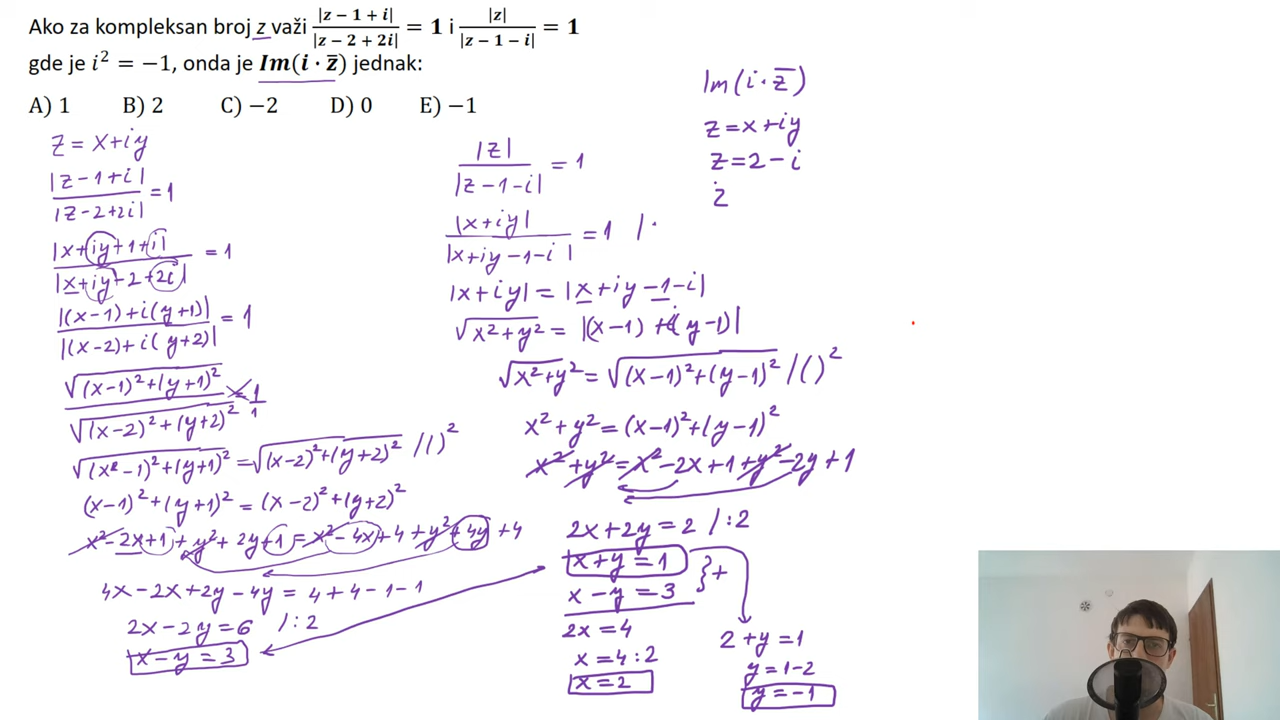 Ako za kompleksan broj z važi |z − 1 + i| / |z − 2 + 2i| = 1 i |z| / |z − 1 − i| = 1
gde je i² = −1, onda je Im(i · z̅) jednak:
A) 1 B) 2 C) −2 D) 0 E) −1
z = x + iy
|z − 1 + i| / |z − 2 + 2i| = 1
|x + iy + 1 + i| / |x + iy − 2 + 2i| = 1
|(x − 1) + i(y + 1)| / |(x − 2) + i(y + 2)| = 1
√((x − 1)² + (y + 1)²) / √((x − 2)² + (y + 2)²) = 1/1
√((x − 1)² + (y + 1)²) = √((x − 2)² + (y + 2)²) /()²
(x − 1)² + (y + 1)² = (x − 2)² + (y + 2)²
x² − 2x + 1 + y² + 2y + 1 = x² − 4x + 4 + y² + 4y + 4
4x − 2x + 2y − 4y = 4 + 4 − 1 − 1
2x − 2y = 6 / : 2
x − y = 3
|z| / |z − 1 − i| = 1
|x + iy| / |x + iy − 1 − i| = 1 / ·
|x + iy| = |x + iy − 1 − i|
√(x² + y²) = |(x − 1) + i(y − 1)|
√(x² + y²) = √((x − 1)² + (y − 1)²) /()²
x² + y² = (x − 1)² + (y − 1)²
x² + y² = x² − 2x + 1 + y² − 2y + 1
2x + 2y = 2 / : 2
x + y = 1
x − y = 3 } +
2x = 4
x = 4 : 2
x = 2
2 + y = 1
y = 1 − 2
y = −1
Im(i · z̅)
z = x + iy
z = 2 − i
z